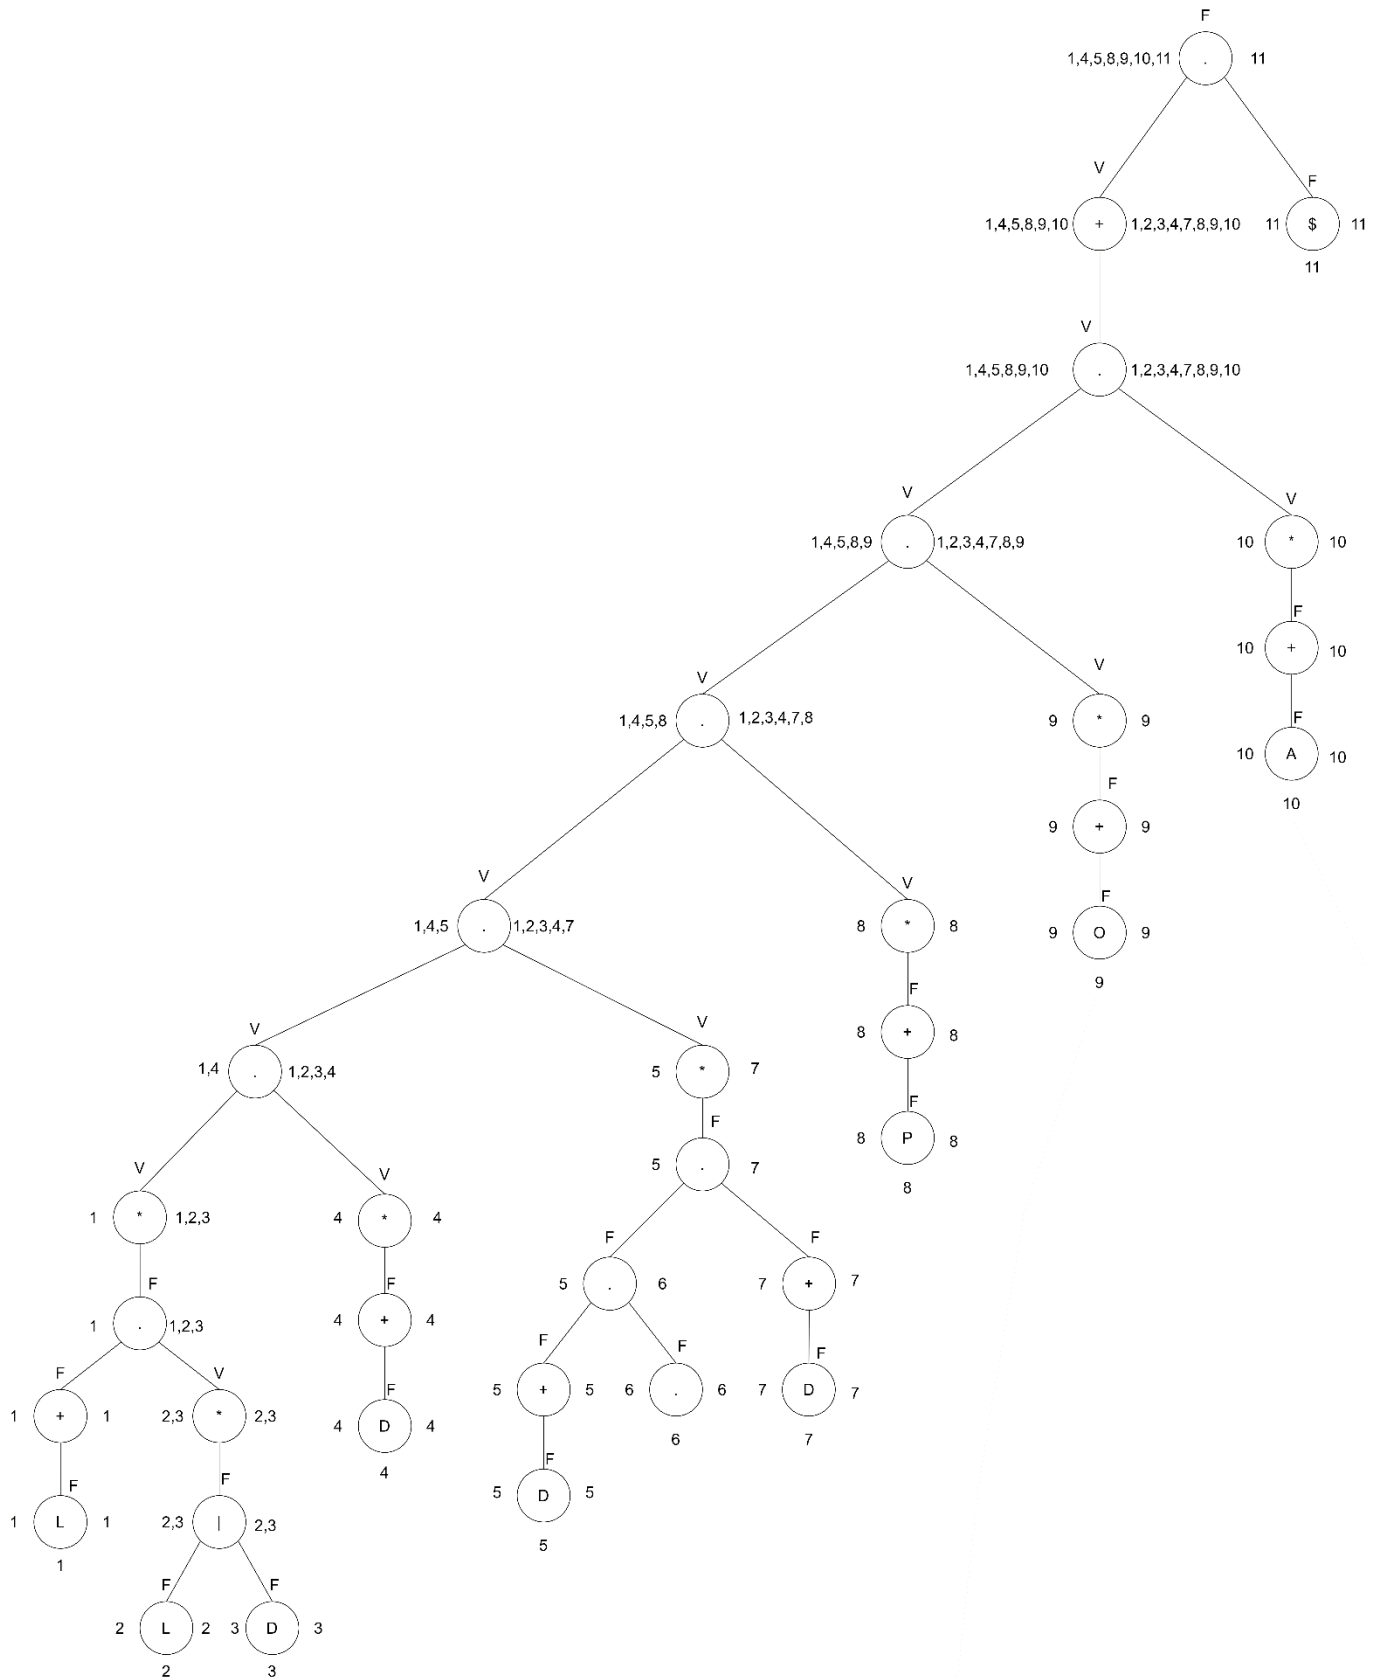 F
1,4,5,8,9,10,11 . 11
V F
1,4,5,8,9,10 + 1,2,3,4,7,8,9,10 11 $ 11
11
V
1,4,5,8,9,10 . 1,2,3,4,7,8,9,10
V V
1,4,5,8,9 . 1,2,3,4,7,8,9 10 * 10
F
10 + 10
V V
1,4,5,8 . 1,2,3,4,7,8 9 * 9 F
10 A 10
F 10
9 + 9
V V F
1,4,5 . 1,2,3,4,7 8 * 8 9 O 9
9
F
V V 8 + 8
1,4 . 1,2,3,4 5 * 7
F F
5 . 7 8 P 8
V V 8
1 * 1,2,3 4 * 4
F F F F
5 . 6 7 + 7
1 . 1,2,3 4 + 4
F V F F F F
1 + 1 2,3 * 2,3 4 D 4 5 + 5 6 . 6 7 D 7
4 6 7
F F F
1 L 1 2,3 | 2,3 5 D 5
1 5
F F
2 L 2 3 D 3
2 3